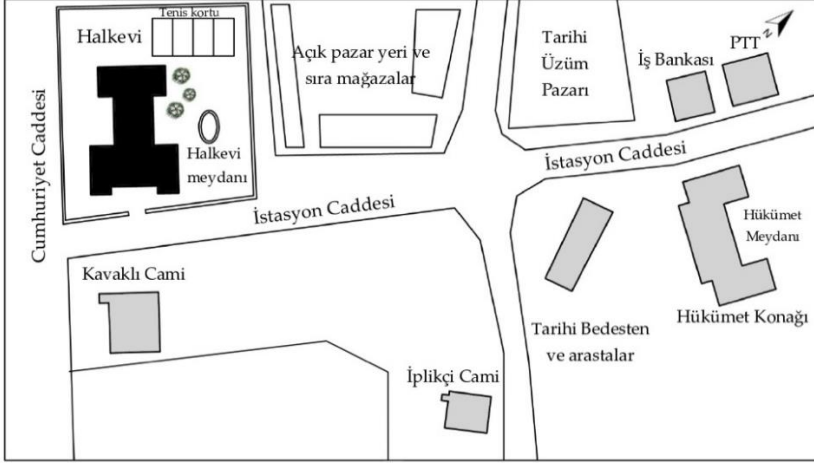 Tenis kortu
Halkevi
Halkevi
meydanı
Cumhuriyet Caddesi
Açık pazar yeri ve
sıra mağazalar
Tarihi
Üzüm
Pazarı
İş Bankası
PTT
N
İstasyon Caddesi
İstasyon Caddesi
Kavaklı Cami
İplikçi Cami
Tarihi Bedesten
ve arastalar
Hükümet
Meydanı
Hükümet Konağı